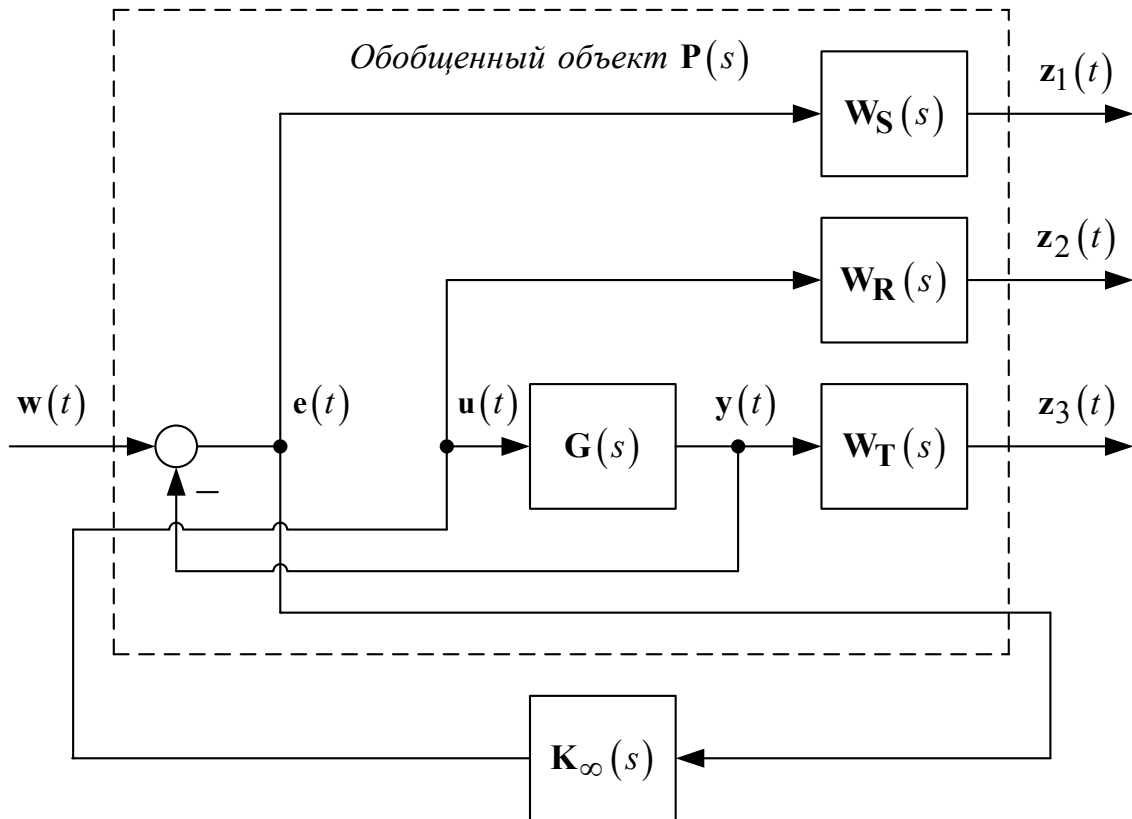 Обобщенный объект P(s)
W_S(s)
z_1(t)
W_R(s)
z_2(t)
w(t)
e(t)
u(t)
G(s)
y(t)
W_T(s)
z_3(t)
−
K_∞(s)